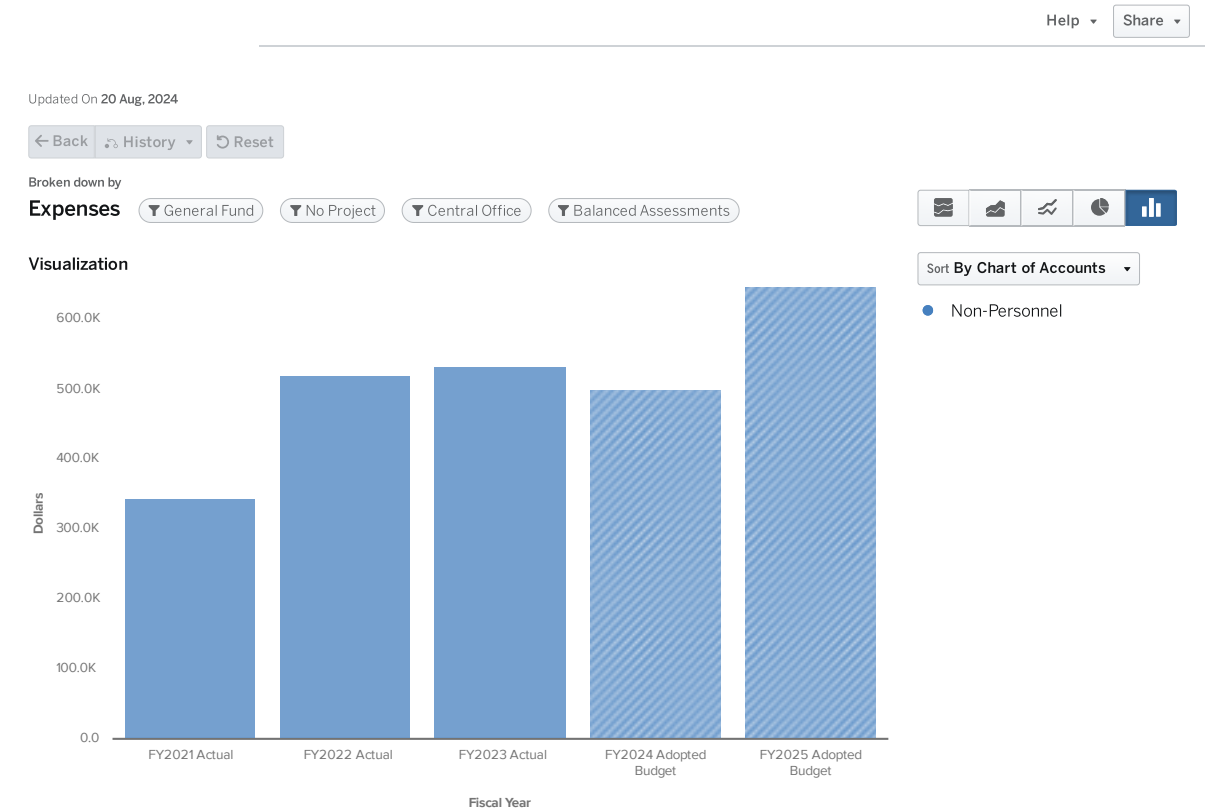 Help
Share
Updated On 20 Aug, 2024
Back
History
Reset
Broken down by
Expenses
General Fund
No Project
Central Office
Balanced Assessments
Visualization
Sort By Chart of Accounts
Non-Personnel
600.0K
500.0K
400.0K
300.0K
200.0K
100.0K
0.0
Dollars
FY2021 Actual
FY2022 Actual
FY2023 Actual
FY2024 Adopted
Budget
FY2025 Adopted
Budget
Fiscal Year